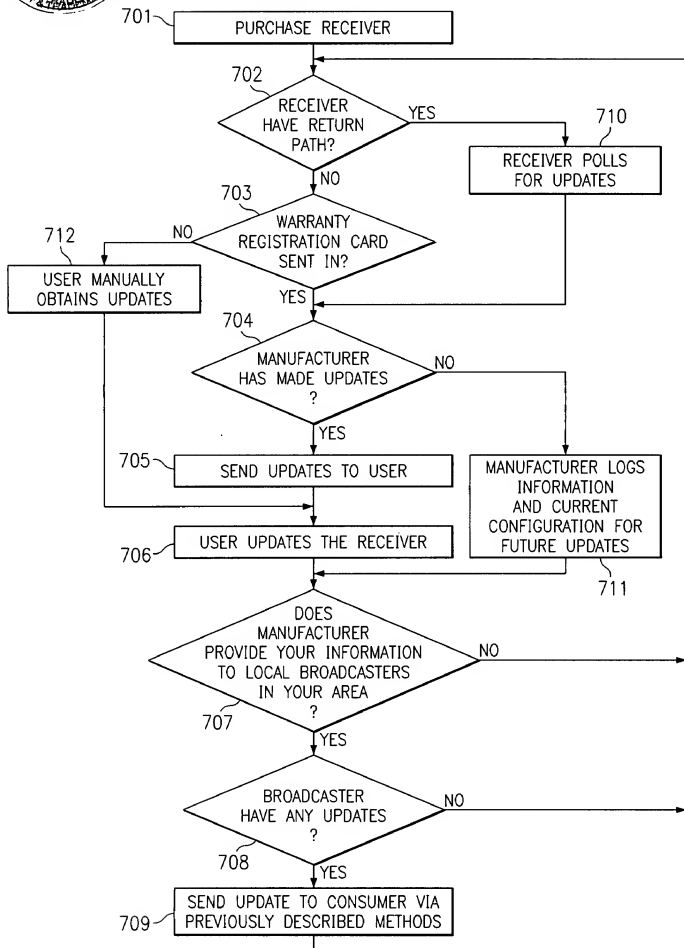 701
PURCHASE RECEIVER
702
RECEIVER
HAVE RETURN
PATH?
YES
710
RECEIVER POLLS
FOR UPDATES
NO
703
WARRANTY
REGISTRATION CARD
SENT IN?
NO
712
USER MANUALLY
OBTAINS UPDATES
YES
704
MANUFACTURER
HAS MADE UPDATES
?
NO
YES
705
SEND UPDATES TO USER
MANUFACTURER LOGS
INFORMATION
AND CURRENT
CONFIGURATION FOR
FUTURE UPDATES
711
706
USER UPDATES THE RECEIVER
DOES
MANUFACTURER
PROVIDE YOUR INFORMATION
TO LOCAL BROADCASTERS
IN YOUR AREA
?
NO
707
YES
BROADCASTER
HAVE ANY UPDATES
?
NO
708
YES
709
SEND UPDATE TO CONSUMER VIA
PREVIOUSLY DESCRIBED METHODS